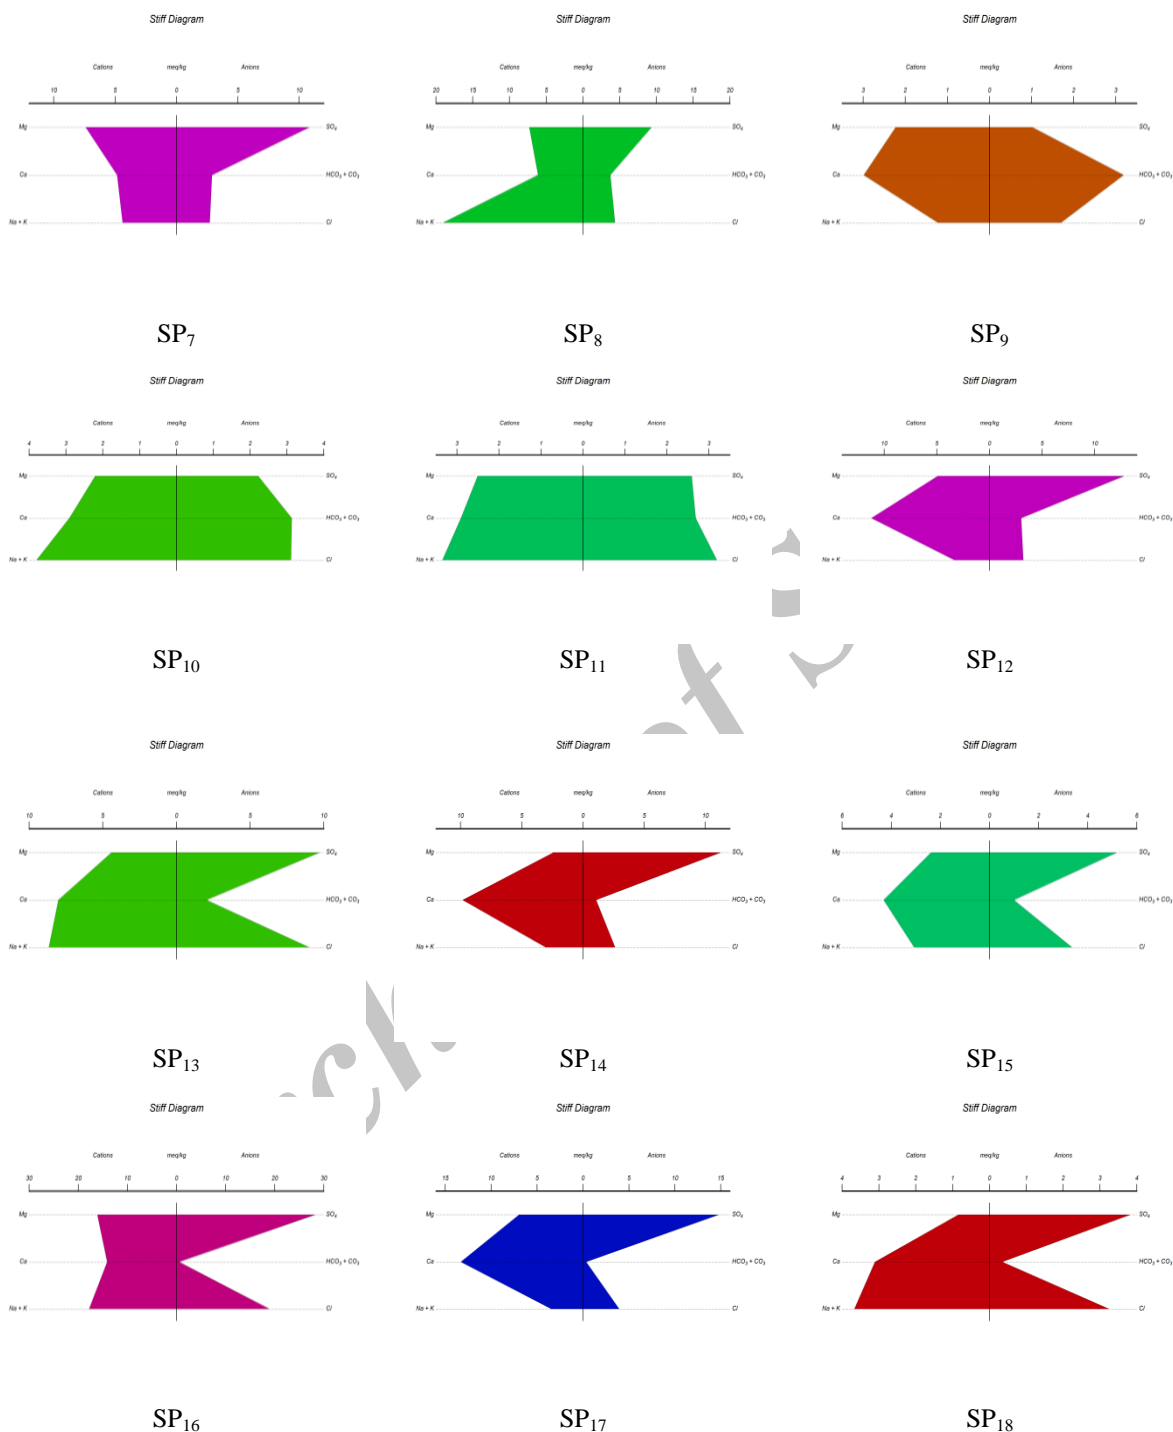 Stiff Diagram Stiff Diagram Stiff Diagram
Cations meq/kg Anions Cations meq/kg Anions Cations meq/kg Anions
10 5 0 5 10 20 15 10 5 0 5 10 15 20 3 2 1 0 1 2 3
Mg SO₄ Mg SO₄ Mg SO₄
Ca HCO₃ + CO₃ Ca HCO₃ + CO₃ Ca HCO₃ + CO₃
Na + K Cl Na + K Cl Na + K Cl
SP₇ SP₈ SP₉
Stiff Diagram Stiff Diagram Stiff Diagram
Cations meq/kg Anions Cations meq/kg Anions Cations meq/kg Anions
4 3 2 1 0 1 2 3 4 3 2 1 0 1 2 3 10 5 0 5 10
Mg SO₄ Mg SO₄ Mg SO₄
Ca HCO₃ + CO₃ Ca HCO₃ + CO₃ Ca HCO₃ + CO₃
Na + K Cl Na + K Cl Na + K Cl
SP₁₀ SP₁₁ SP₁₂
Stiff Diagram Stiff Diagram Stiff Diagram
Cations meq/kg Anions Cations meq/kg Anions Cations meq/kg Anions
10 5 0 5 10 10 5 0 5 10 6 4 2 0 2 4 6
Mg SO₄ Mg SO₄ Mg SO₄
Ca HCO₃ + CO₃ Ca HCO₃ + CO₃ Ca HCO₃ + CO₃
Na + K Cl Na + K Cl Na + K Cl
SP₁₃ SP₁₄ SP₁₅
Stiff Diagram Stiff Diagram Stiff Diagram
Cations meq/kg Anions Cations meq/kg Anions Cations meq/kg Anions
30 20 10 0 10 20 30 15 10 5 0 5 10 15 4 3 2 1 0 1 2 3 4
Mg SO₄ Mg SO₄ Mg SO₄
Ca HCO₃ + CO₃ Ca HCO₃ + CO₃ Ca HCO₃ + CO₃
Na + K Cl Na + K Cl Na + K Cl
SP₁₆ SP₁₇ SP₁₈